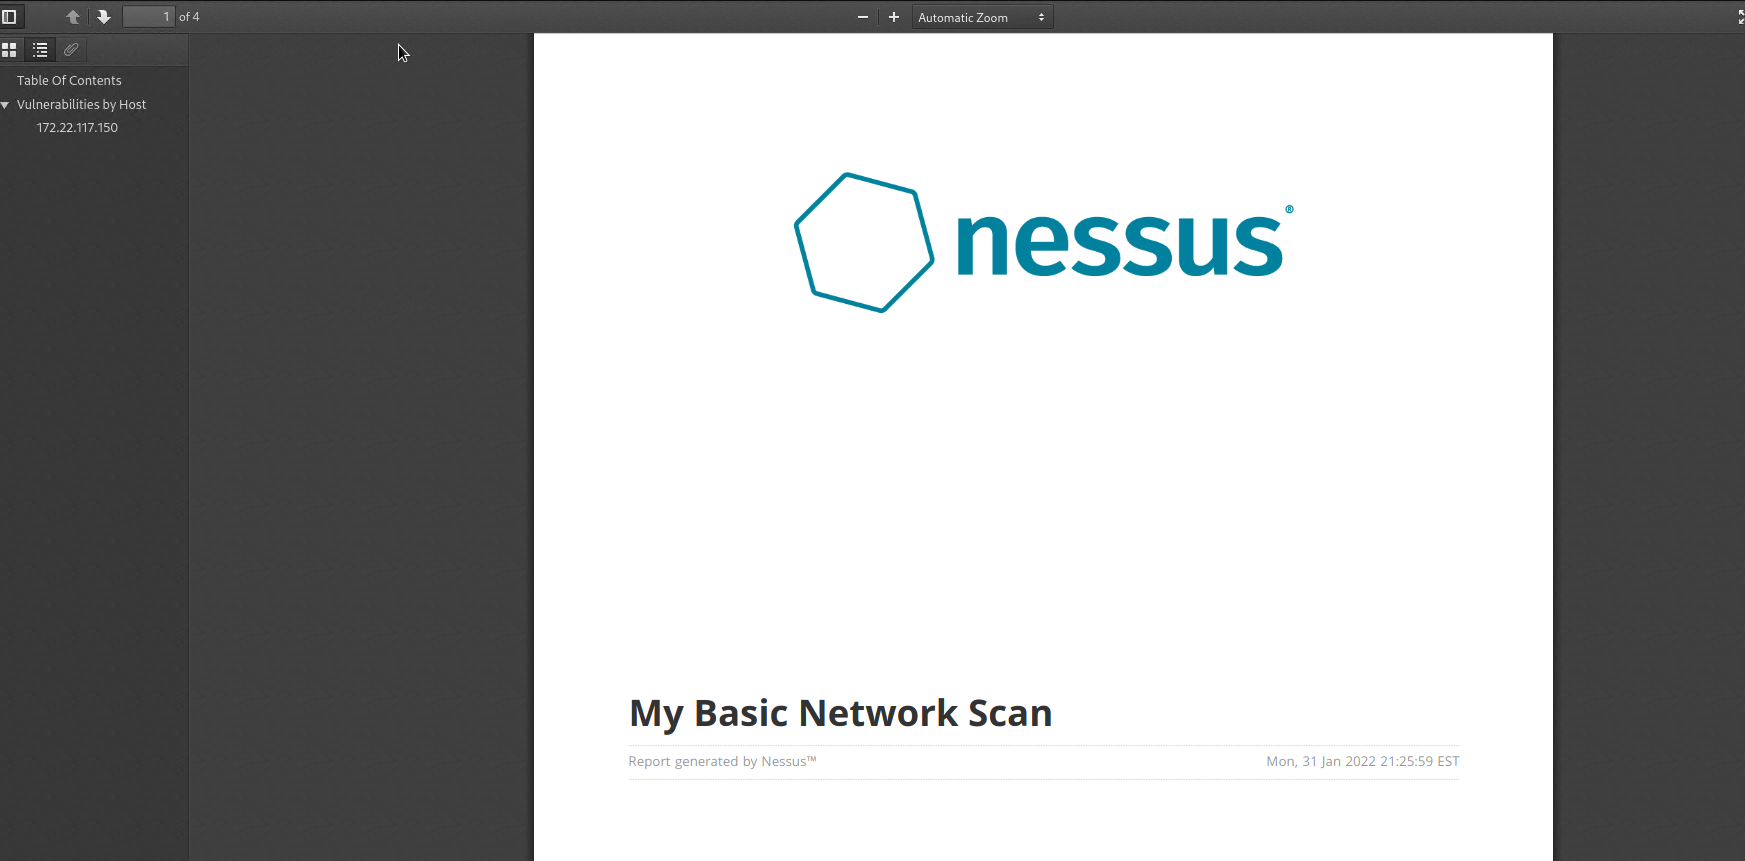 1 of 4
Automatic Zoom
Table Of Contents
Vulnerabilities by Host
172.22.117.150
nessus®
My Basic Network Scan
Report generated by Nessus™
Mon, 31 Jan 2022 21:25:59 EST